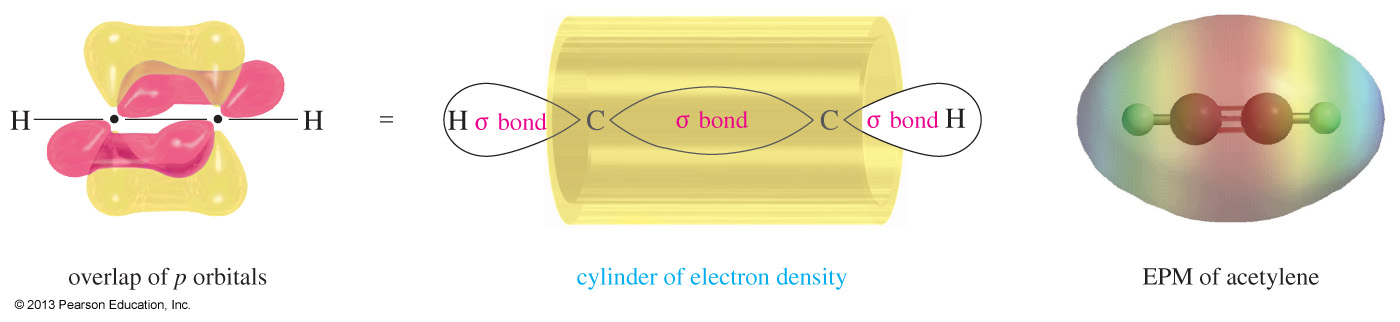 H H = H σ bond C σ bond C σ bond H
overlap of p orbitals
cylinder of electron density
EPM of acetylene
© 2013 Pearson Education, Inc.